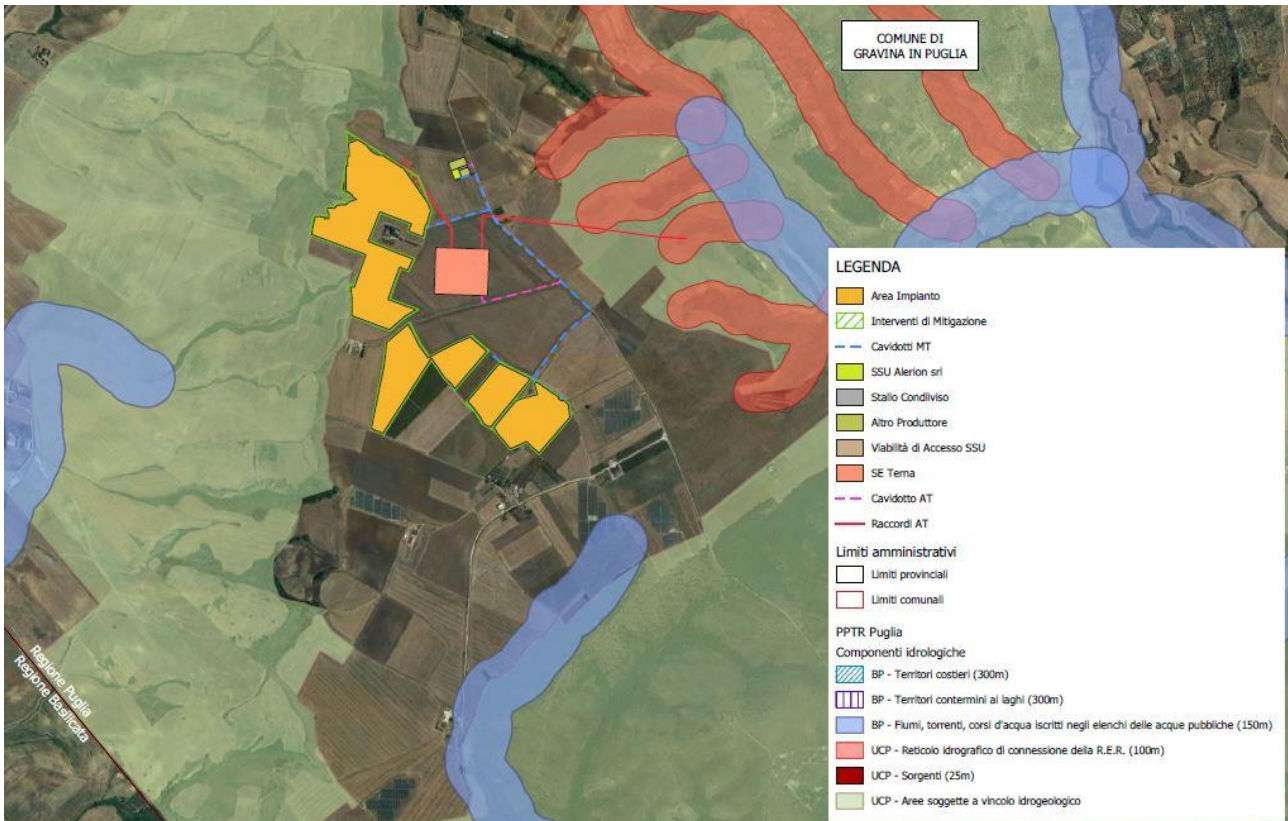 COMUNE DI
GRAVINA IN PUGLIA
LEGENDA
Area Impianto
Interventi di Mitigazione
Cavidotti MT
SSU Alerion srl
Stallo Condiviso
Altro Produttore
Viabilità di Accesso SSU
SE Terna
Cavidotto AT
Raccordi AT
Limiti amministrativi
Limiti provinciali
Limiti comunali
PPTR Puglia
Componenti idrologiche
BP - Territori costieri (300m)
BP - Territori contermini ai laghi (300m)
BP - Fiumi, torrenti, corsi d'acqua iscritti negli elenchi delle acque pubbliche (150m)
UCP - Reticolo idrografico di connessione della R.E.R. (100m)
UCP - Sorgenti (25m)
UCP - Aree soggette a vincolo idrogeologico
Regione Puglia
Regione Basilicata